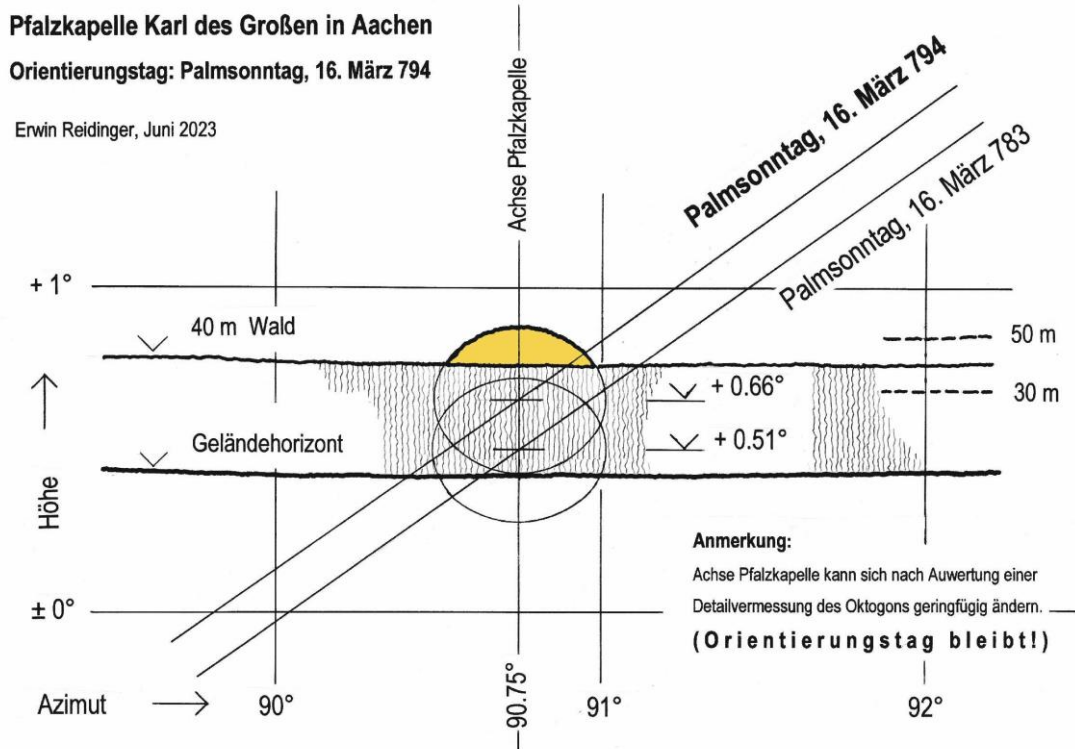 Pfalzkapelle Karl des Großen in Aachen
Orientierungstag: Palmsonntag, 16. März 794
Erwin Reidinger, Juni 2023
Achse Pfalzkapelle
Palmsonntag, 16. März 794
Palmsonntag, 16. März 783
+ 1°
40 m Wald
50 m
+ 0.66°
30 m
Geländehorizont
+ 0.51°
Höhe
Anmerkung:
Achse Pfalzkapelle kann sich nach Auwertung einer
Detailvermessung des Oktogons geringfügig ändern.
(Orientierungstag bleibt!)
± 0°
Azimut
90°
90.75°
91°
92°